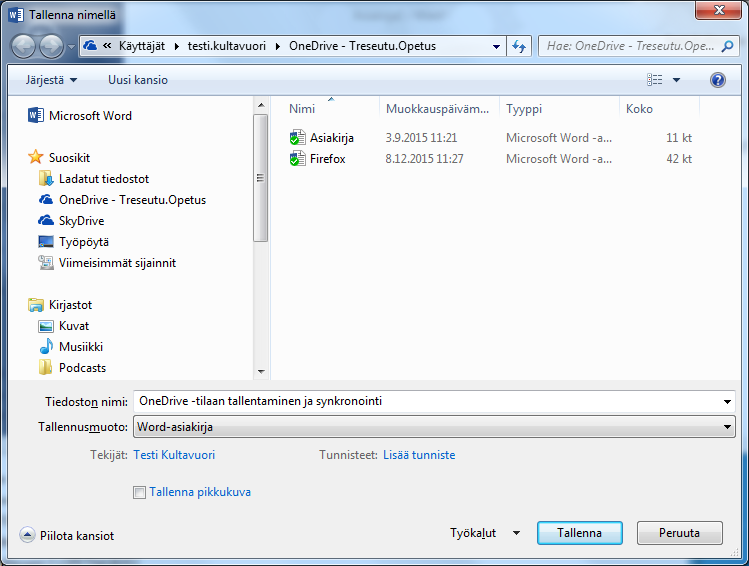 Tallenna nimellä
« Käyttäjät testi.kultavuori OneDrive - Treseutu.Opetus
Hae: OneDrive - Treseutu.Ope...
Järjestä Uusi kansio
Microsoft Word
Suosikit
Ladatut tiedostot
OneDrive - Treseutu.Opetus
SkyDrive
Työpöytä
Viimeisimmät sijainnit
Kirjastot
Kuvat
Musiikki
Podcasts
Nimi Muokkauspäiväm... Tyyppi Koko
Asiakirja 3.9.2015 11:21 Microsoft Word -a... 11 kt
Firefox 8.12.2015 11:27 Microsoft Word -a... 42 kt
Tiedoston nimi: OneDrive -tilaan tallentaminen ja synkronointi
Tallennusmuoto: Word-asiakirja
Tekijät: Testi Kultavuori Tunnisteet: Lisää tunniste
Tallenna pikkukuva
Piilota kansiot Työkalut Tallenna Peruuta